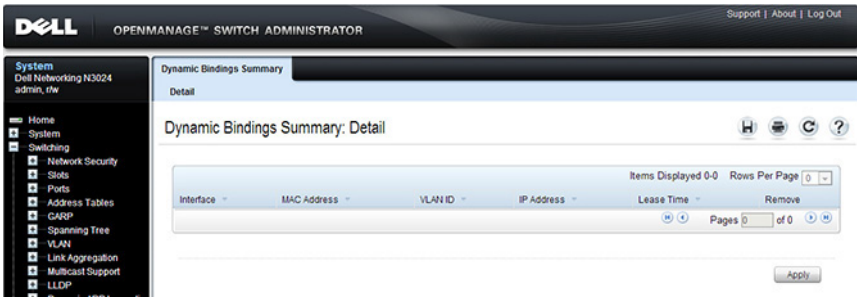 Support | About | Log Out
DELL OPENMANAGE™ SWITCH ADMINISTRATOR
System
Dell Networking N3024
admin, r/w
Home
System
Switching
Network Security
Slots
Ports
Address Tables
GARP
Spanning Tree
VLAN
Link Aggregation
Multicast Support
LLDP
Dynamic Bindings Summary
Detail
Dynamic Bindings Summary: Detail
Items Displayed 0-0 Rows Per Page 0
Interface MAC Address VLAN ID IP Address Lease Time Remove
Pages 0 of 0
Apply